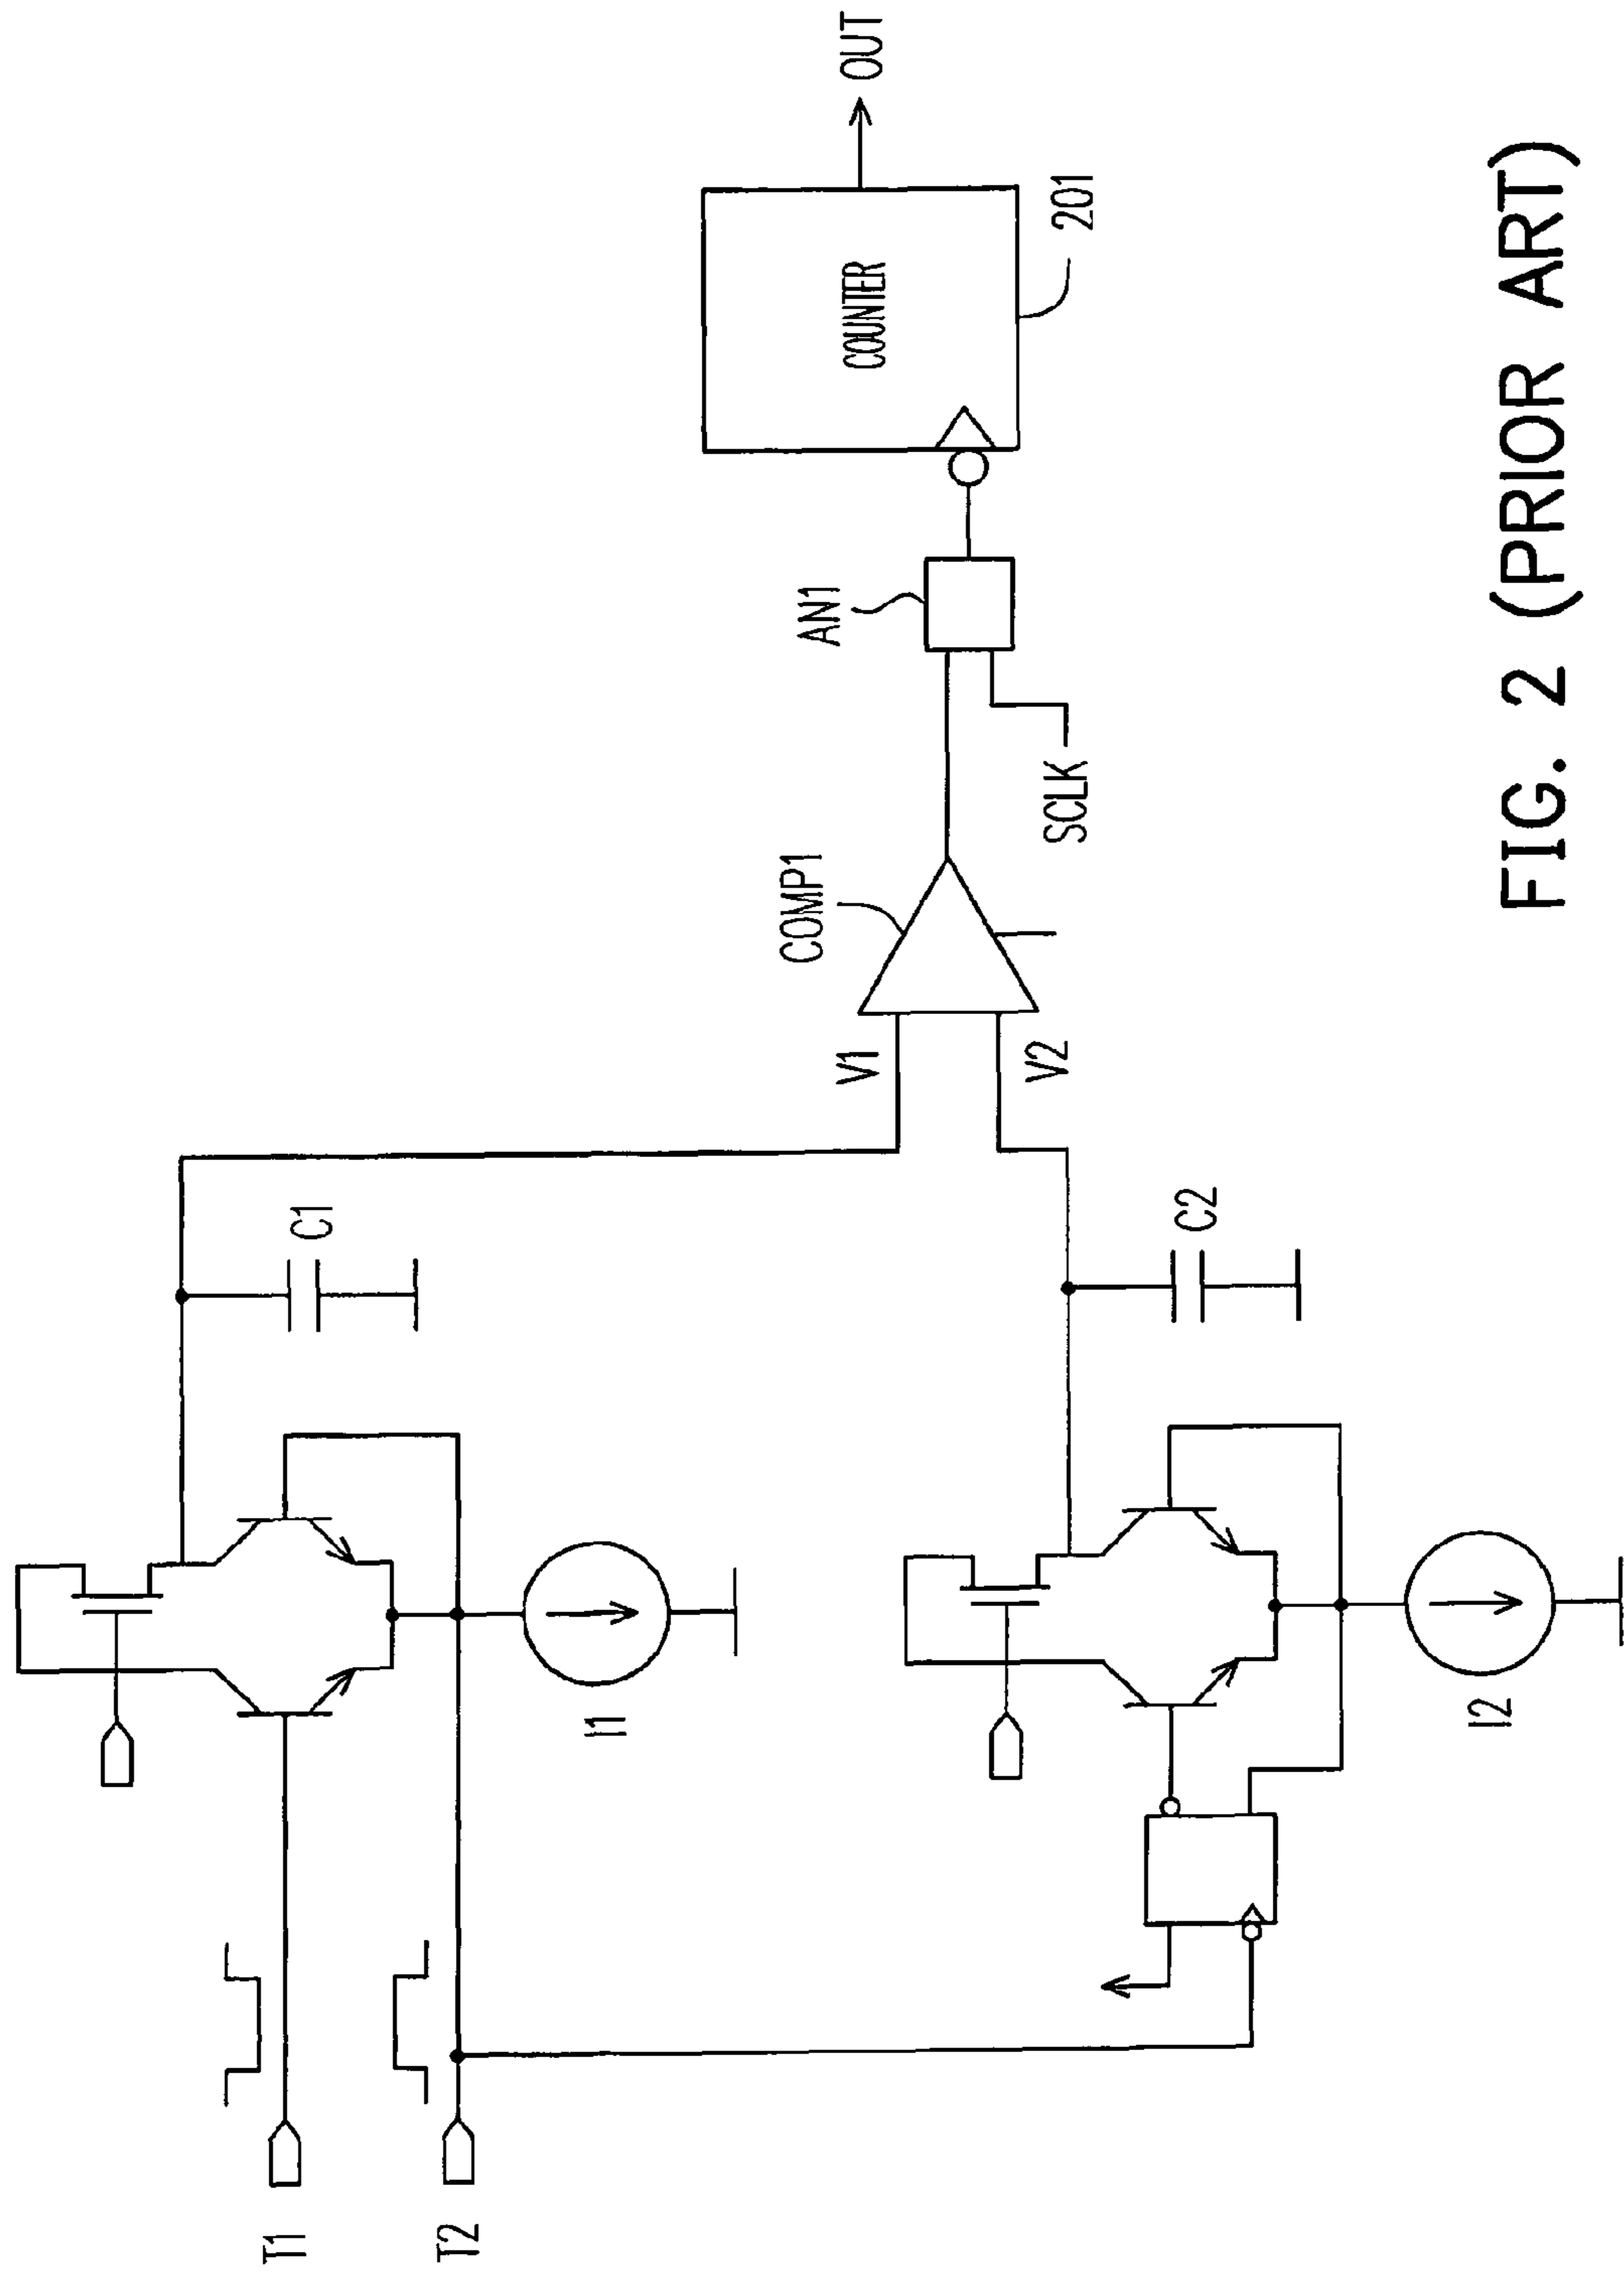 T1
T2
I1
C1
I2
C2
V1
V2
COMP1
SCLK
AN1
COUNTER
201
OUT
FIG. 2 (PRIOR ART)